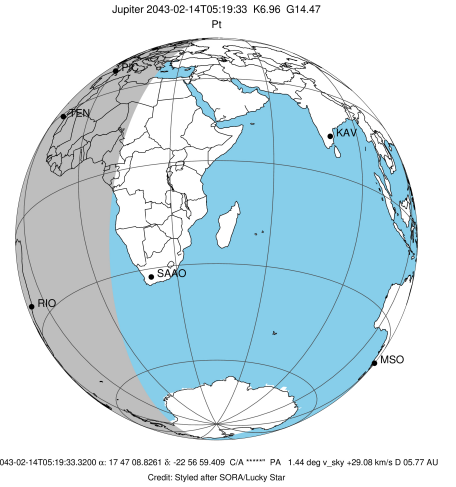 Jupiter 2043-02-14T05:19:33 K6.96 G14.47
Pt
TEN
KAV
SAAO
RIO
MSO
043-02-14T05:19:33.3200 α: 17 47 08.8261 δ: -22 56 59.409 C/A *****" PA 1.44 deg v_sky +29.08 km/s D 05.77 AU
Credit: Styled after SORA/Lucky Star